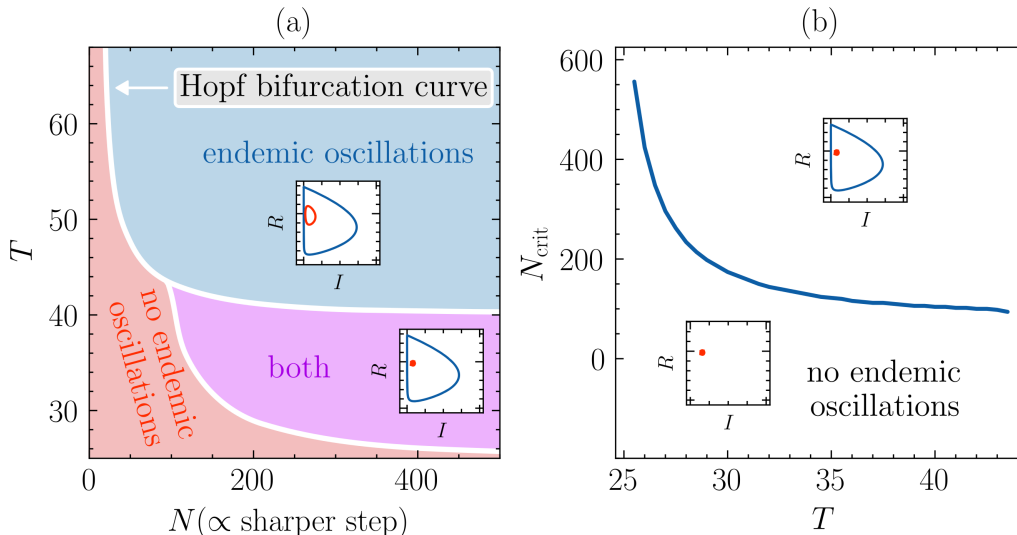 (a)
Hopf bifurcation curve
endemic oscillations
R
I
no endemic
oscillations
both
R
I
T
60
50
40
30
0
200
400
N(∝ sharper step)
(b)
N_crit
600
400
200
0
R
I
R
I
no endemic
oscillations
25
30
35
40
T